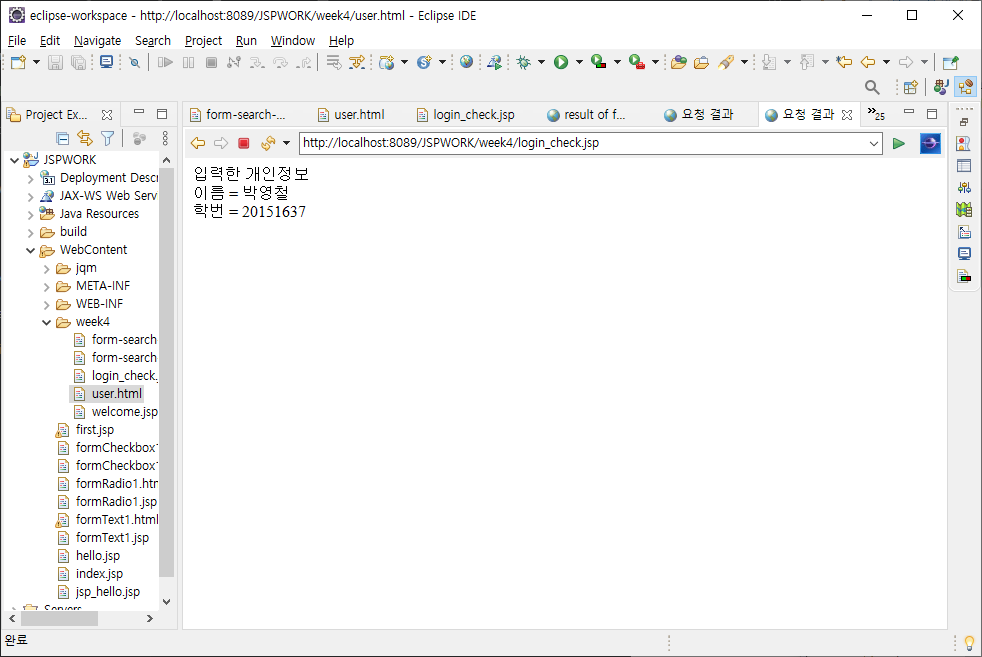 eclipse-workspace - http://localhost:8089/JSPWORK/week4/user.html - Eclipse IDE
File Edit Navigate Search Project Run Window Help
Project Ex...
form-search-...
user.html
login_check.jsp
result of f...
요청 결과
요청 결과
»25
http://localhost:8089/JSPWORK/week4/login_check.jsp
입력한 개인정보
이름 = 박영철
학번 = 20151637
JSPWORK
Deployment Descr
JAX-WS Web Serv
Java Resources
build
WebContent
jqm
META-INF
WEB-INF
week4
form-search
form-search
login_check.
user.html
welcome.jsp
first.jsp
formCheckbox1
formCheckbox1
formRadio1.htm
formRadio1.jsp
formText1.html
formText1.jsp
hello.jsp
index.jsp
jsp_hello.jsp
Servers
완료